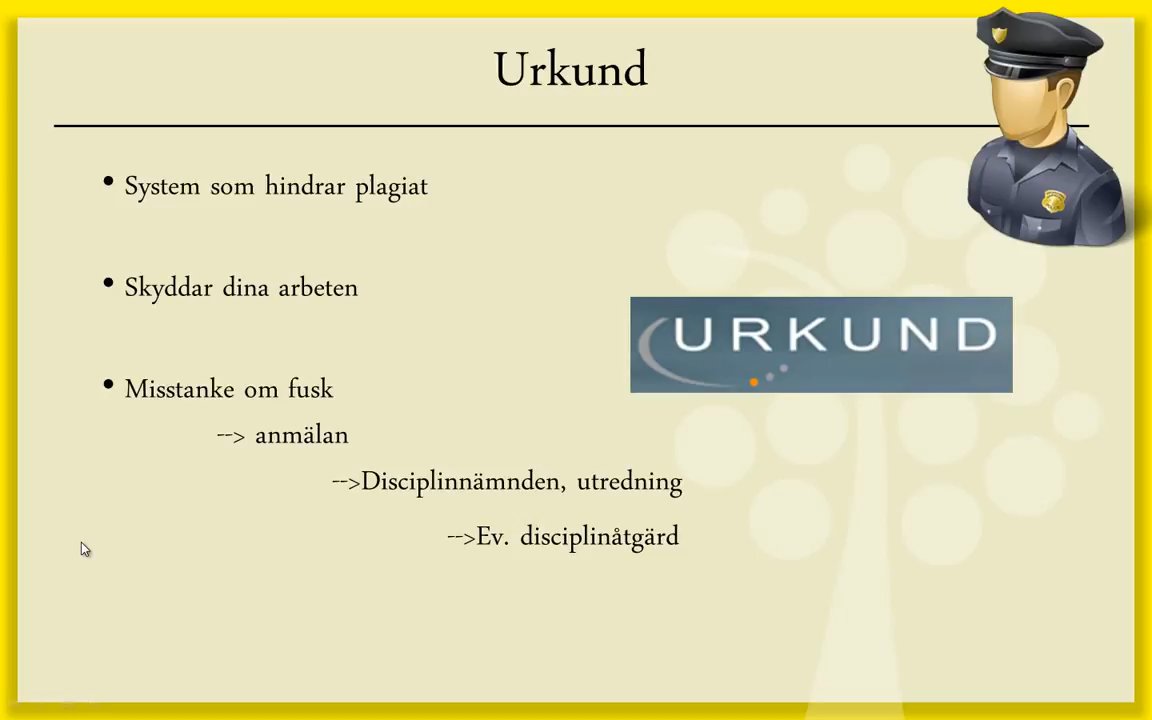 Urkund
• System som hindrar plagiat
• Skyddar dina arbeten
URKUND
• Misstanke om fusk
--> anmälan
-->Disciplinnämnden, utredning
-->Ev. disciplinåtgärd